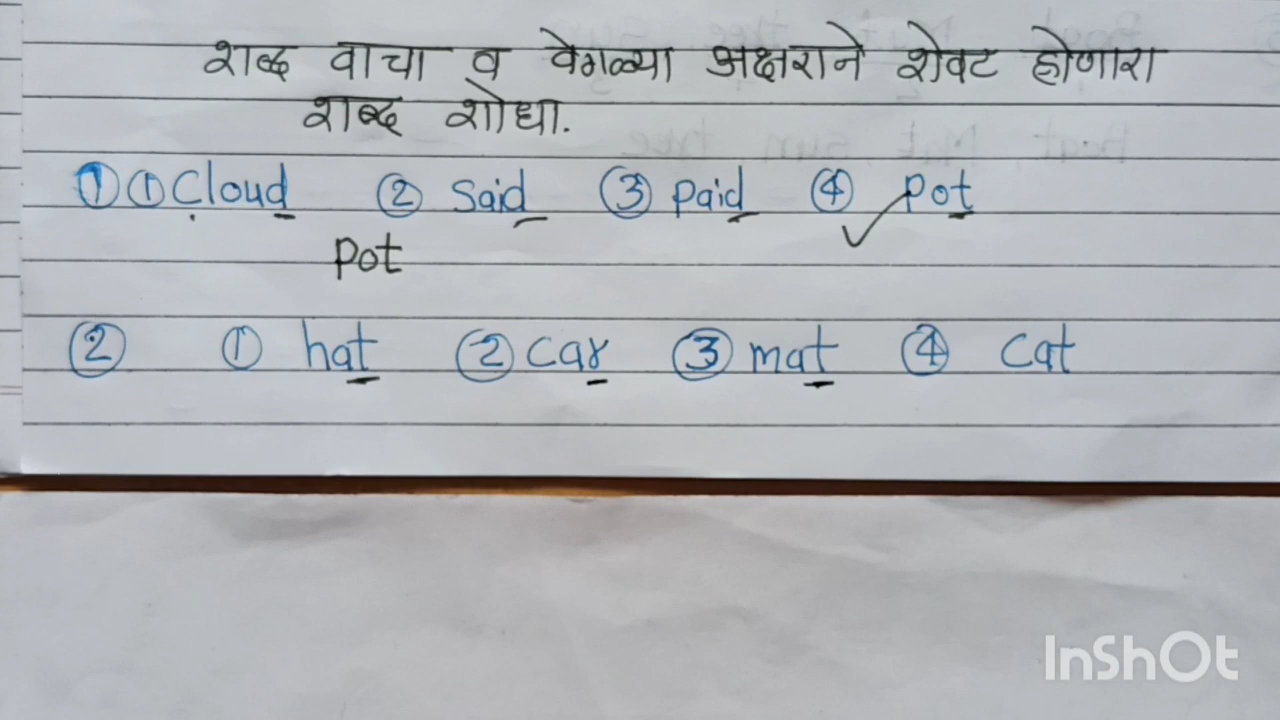 शब्द वाचा व वेगळ्या अक्षराने शेवट होणारा
शब्द शोधा.
① ① Cloud ② Said ③ Paid ④ Pot
Pot
② ① hat ② Car ③ mat ④ Cat
InShOt